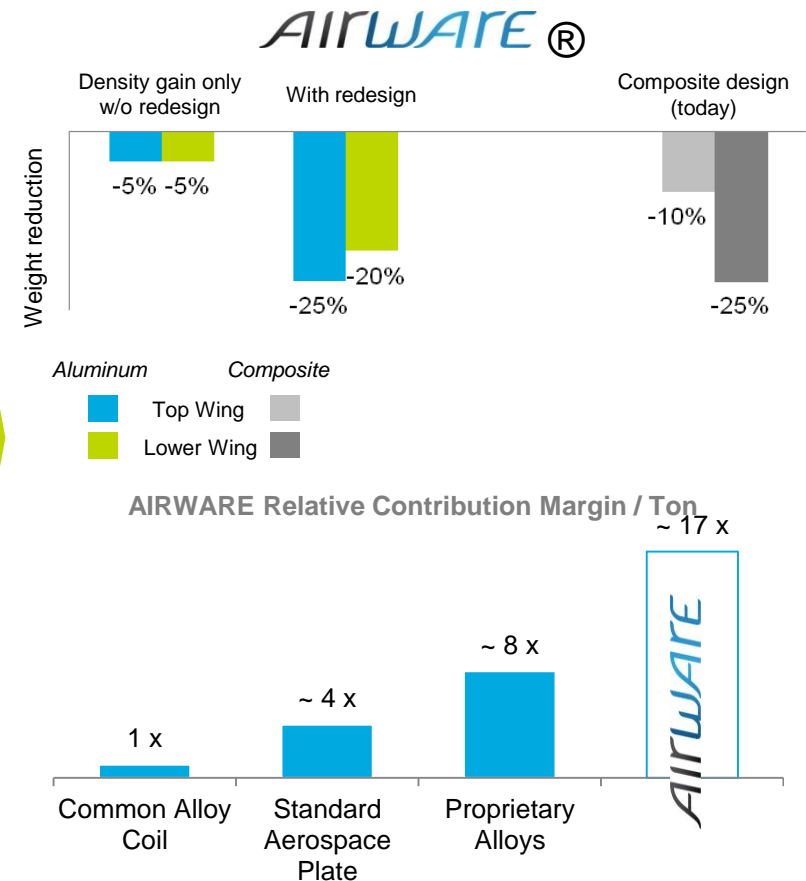 AIrWArE ®
Density gain only
w/o redesign
With redesign
Composite design
(today)
Weight reduction
-5% -5%
-25%
-20%
-10%
-25%
Aluminum Composite
Top Wing
Lower Wing
AIRWARE Relative Contribution Margin / Ton
1 x
~ 4 x
~ 8 x
~ 17 x
Common Alloy
Coil
Standard
Aerospace
Plate
Proprietary
Alloys
AIrWArE